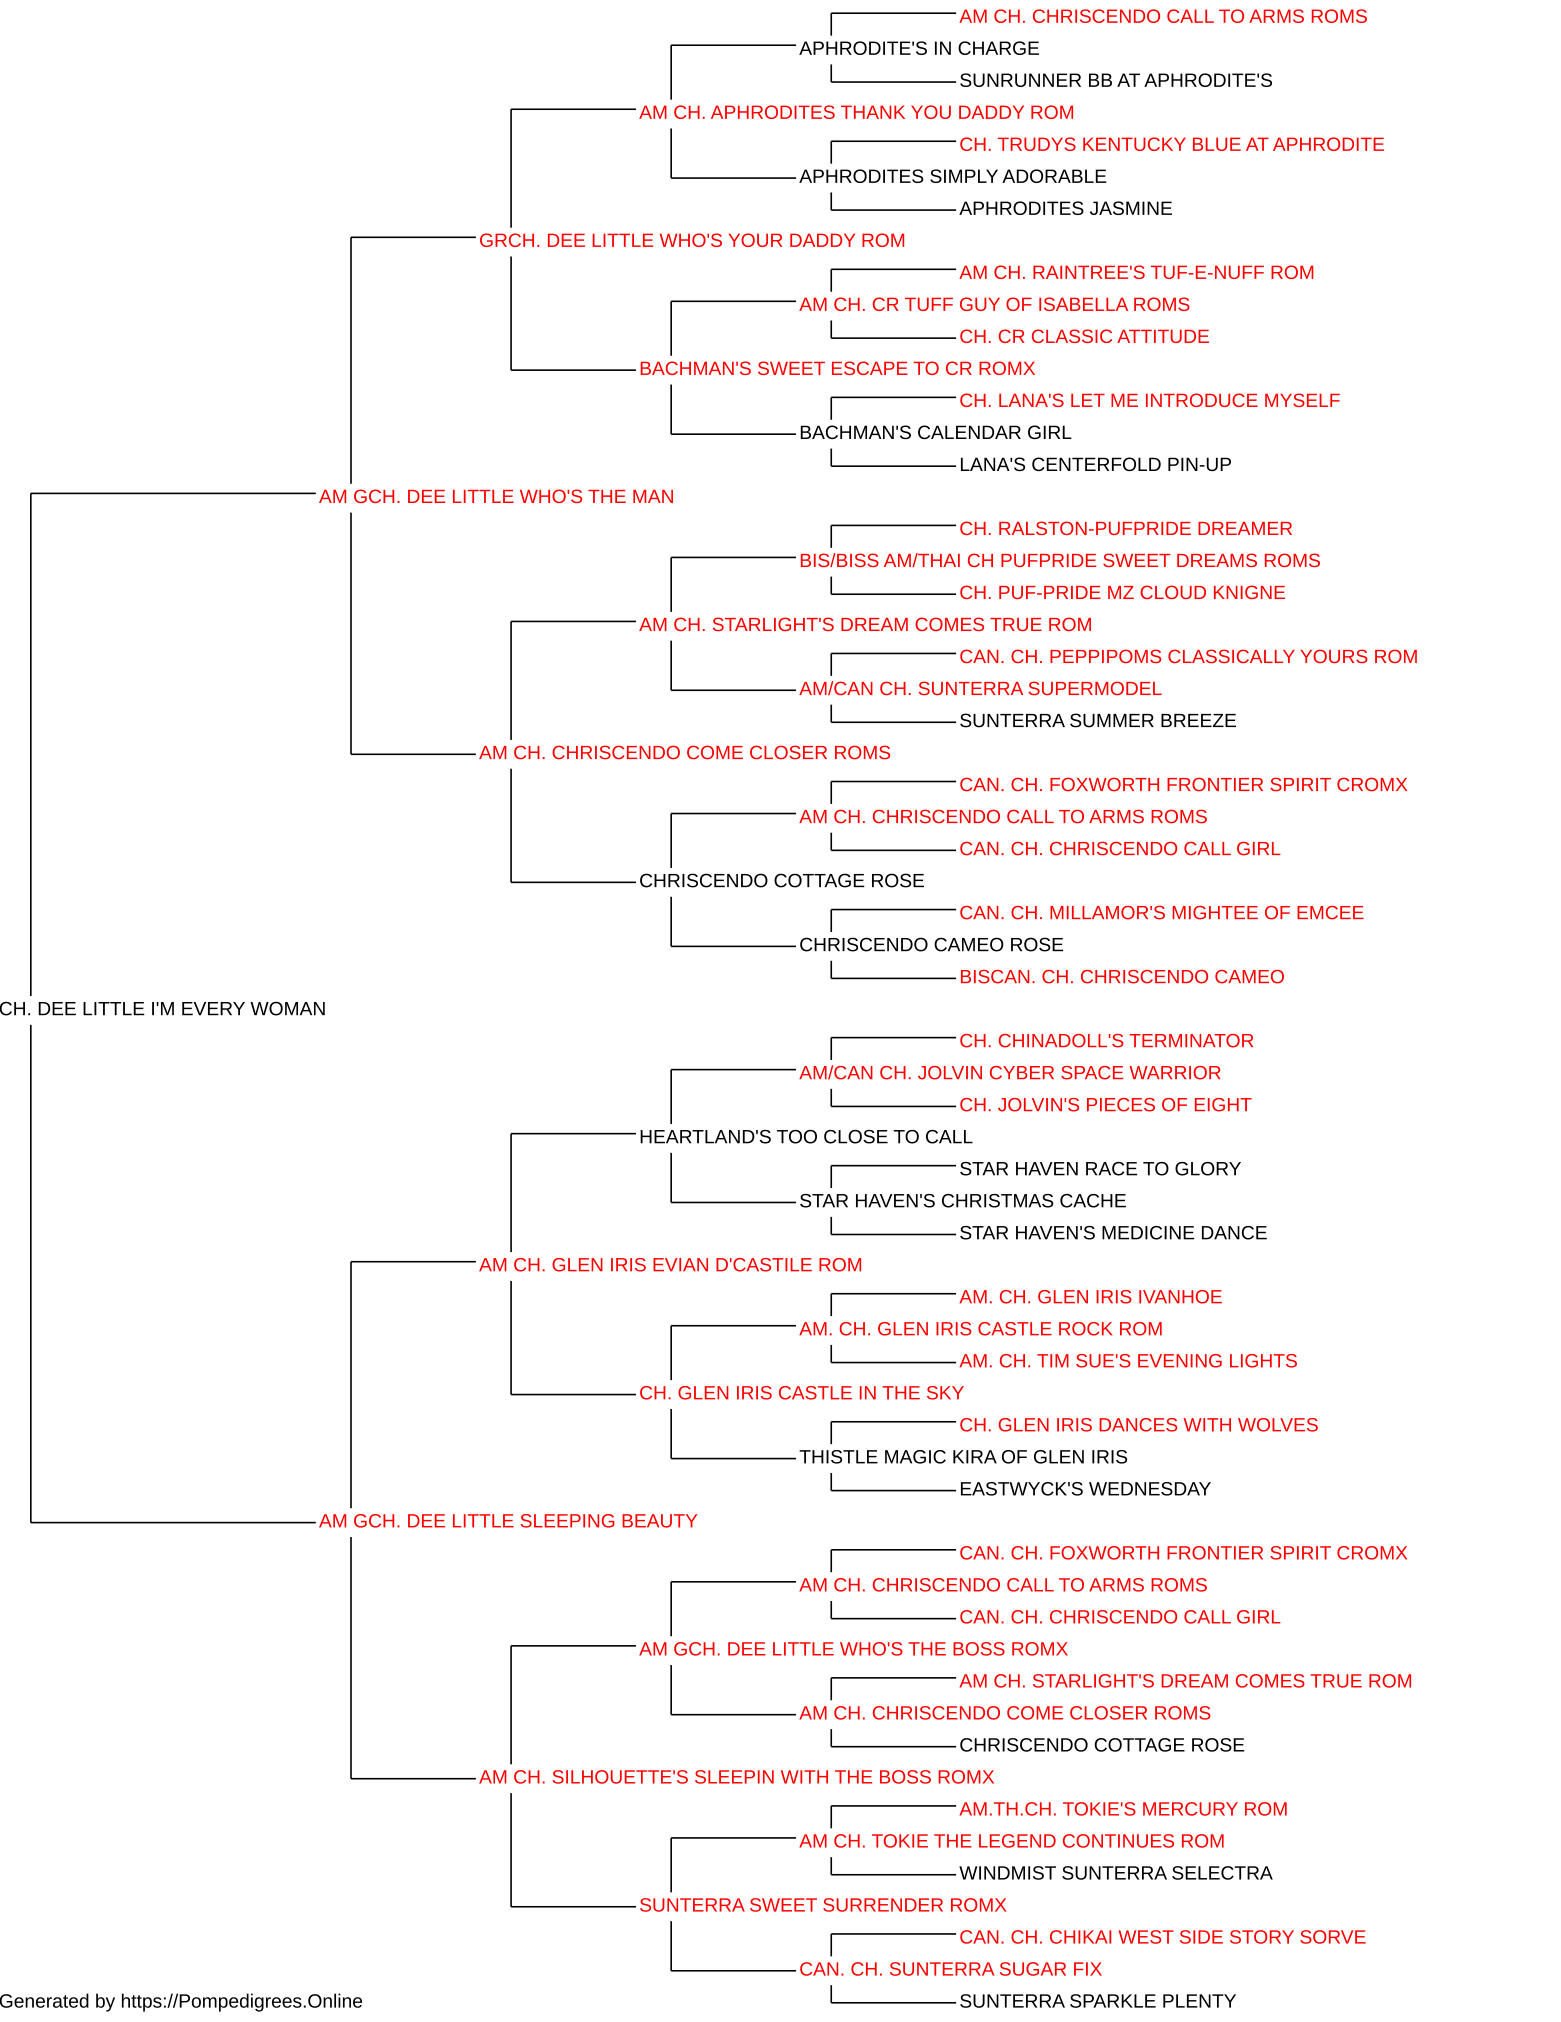 AM CH. CHRISCENDO CALL TO ARMS ROMS
APHRODITE'S IN CHARGE
SUNRUNNER BB AT APHRODITE'S
AM CH. APHRODITES THANK YOU DADDY ROM
CH. TRUDYS KENTUCKY BLUE AT APHRODITE
APHRODITES SIMPLY ADORABLE
APHRODITES JASMINE
GRCH. DEE LITTLE WHO'S YOUR DADDY ROM
AM CH. RAINTREE'S TUF-E-NUFF ROM
AM CH. CR TUFF GUY OF ISABELLA ROMS
CH. CR CLASSIC ATTITUDE
BACHMAN'S SWEET ESCAPE TO CR ROMX
CH. LANA'S LET ME INTRODUCE MYSELF
BACHMAN'S CALENDAR GIRL
LANA'S CENTERFOLD PIN-UP
AM GCH. DEE LITTLE WHO'S THE MAN
CH. RALSTON-PUFPRIDE DREAMER
BIS/BISS AM/THAI CH PUFPRIDE SWEET DREAMS ROMS
CH. PUF-PRIDE MZ CLOUD KNIGNE
AM CH. STARLIGHT'S DREAM COMES TRUE ROM
CAN. CH. PEPPIPOMS CLASSICALLY YOURS ROM
AM/CAN CH. SUNTERRA SUPERMODEL
SUNTERRA SUMMER BREEZE
AM CH. CHRISCENDO COME CLOSER ROMS
CAN. CH. FOXWORTH FRONTIER SPIRIT CROMX
AM CH. CHRISCENDO CALL TO ARMS ROMS
CAN. CH. CHRISCENDO CALL GIRL
CHRISCENDO COTTAGE ROSE
CAN. CH. MILLAMOR'S MIGHTEE OF EMCEE
CHRISCENDO CAMEO ROSE
BISCAN. CH. CHRISCENDO CAMEO
CH. DEE LITTLE I'M EVERY WOMAN
CH. CHINADOLL'S TERMINATOR
AM/CAN CH. JOLVIN CYBER SPACE WARRIOR
CH. JOLVIN'S PIECES OF EIGHT
HEARTLAND'S TOO CLOSE TO CALL
STAR HAVEN RACE TO GLORY
STAR HAVEN'S CHRISTMAS CACHE
STAR HAVEN'S MEDICINE DANCE
AM CH. GLEN IRIS EVIAN D'CASTILE ROM
AM. CH. GLEN IRIS IVANHOE
AM. CH. GLEN IRIS CASTLE ROCK ROM
AM. CH. TIM SUE'S EVENING LIGHTS
CH. GLEN IRIS CASTLE IN THE SKY
CH. GLEN IRIS DANCES WITH WOLVES
THISTLE MAGIC KIRA OF GLEN IRIS
EASTWYCK'S WEDNESDAY
AM GCH. DEE LITTLE SLEEPING BEAUTY
CAN. CH. FOXWORTH FRONTIER SPIRIT CROMX
AM CH. CHRISCENDO CALL TO ARMS ROMS
CAN. CH. CHRISCENDO CALL GIRL
AM GCH. DEE LITTLE WHO'S THE BOSS ROMX
AM CH. STARLIGHT'S DREAM COMES TRUE ROM
AM CH. CHRISCENDO COME CLOSER ROMS
CHRISCENDO COTTAGE ROSE
AM CH. SILHOUETTE'S SLEEPIN WITH THE BOSS ROMX
AM.TH.CH. TOKIE'S MERCURY ROM
AM CH. TOKIE THE LEGEND CONTINUES ROM
WINDMIST SUNTERRA SELECTRA
SUNTERRA SWEET SURRENDER ROMX
CAN. CH. CHIKAI WEST SIDE STORY SORVE
CAN. CH. SUNTERRA SUGAR FIX
SUNTERRA SPARKLE PLENTY
Generated by https://Pompedigrees.Online